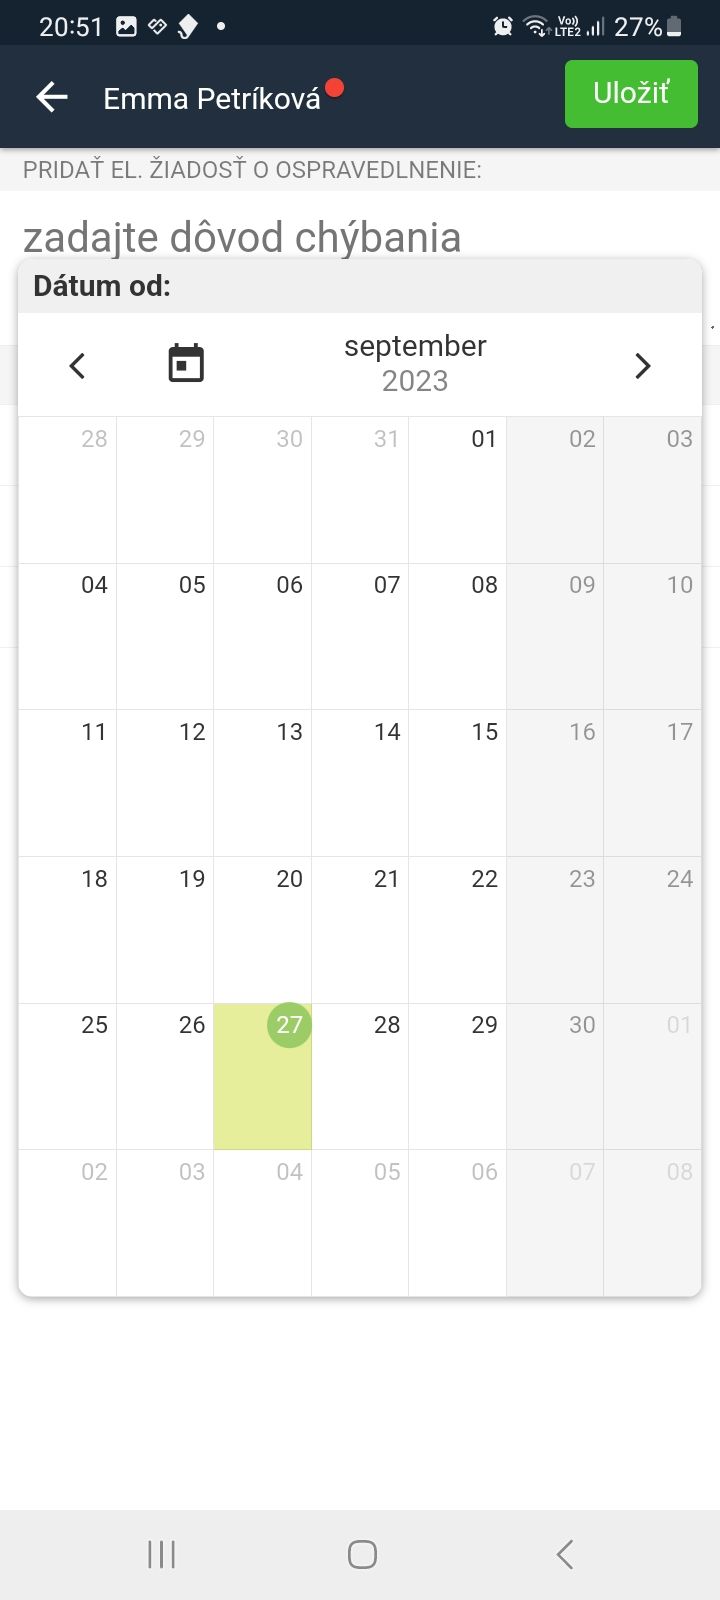 20:51 Vo)) LTE2 27%
Emma Petríková
Uložiť
PRIDAŤ EL. ŽIADOSŤ O OSPRAVEDLNENIE:
zadajte dôvod chýbania
Dátum od:
september
2023
28 29 30 31 01 02 03
04 05 06 07 08 09 10
11 12 13 14 15 16 17
18 19 20 21 22 23 24
25 26 27 28 29 30 01
02 03 04 05 06 07 08